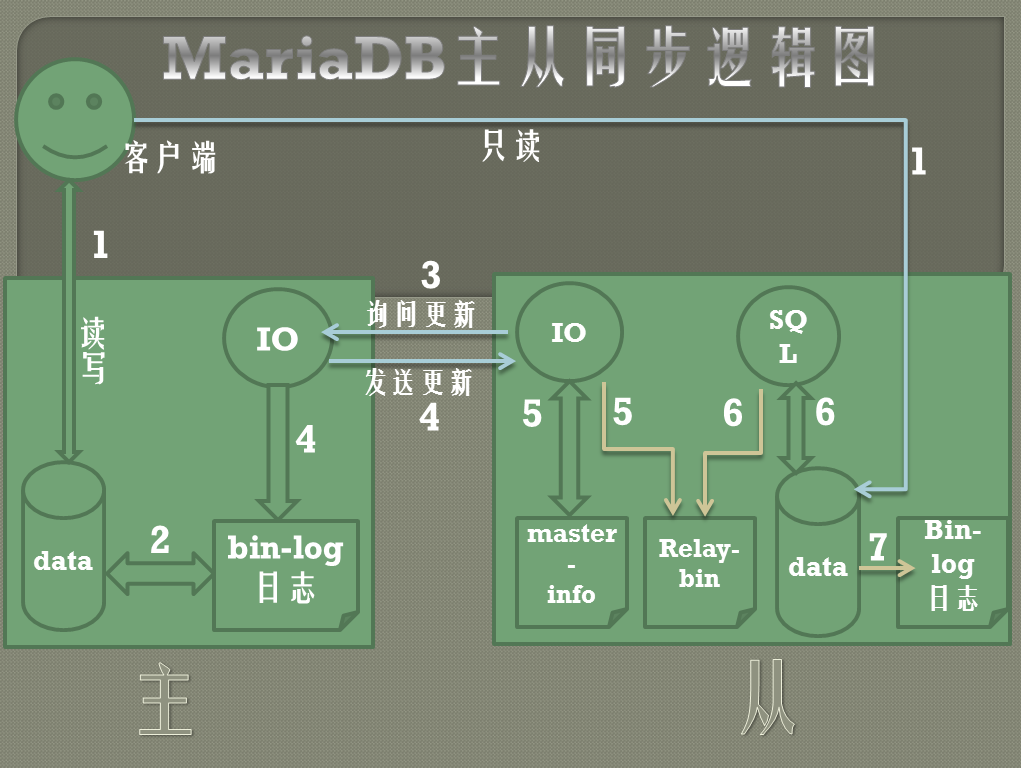 MariaDB主从同步逻辑图
客户端
只读
1
1
读写
3
询问更新
发送更新
4
IO
4
data
2
bin-log
日志
主
IO
SQ
L
5
5
6
6
master
-
info
Relay-
bin
data
7
Bin-
log
日志
从